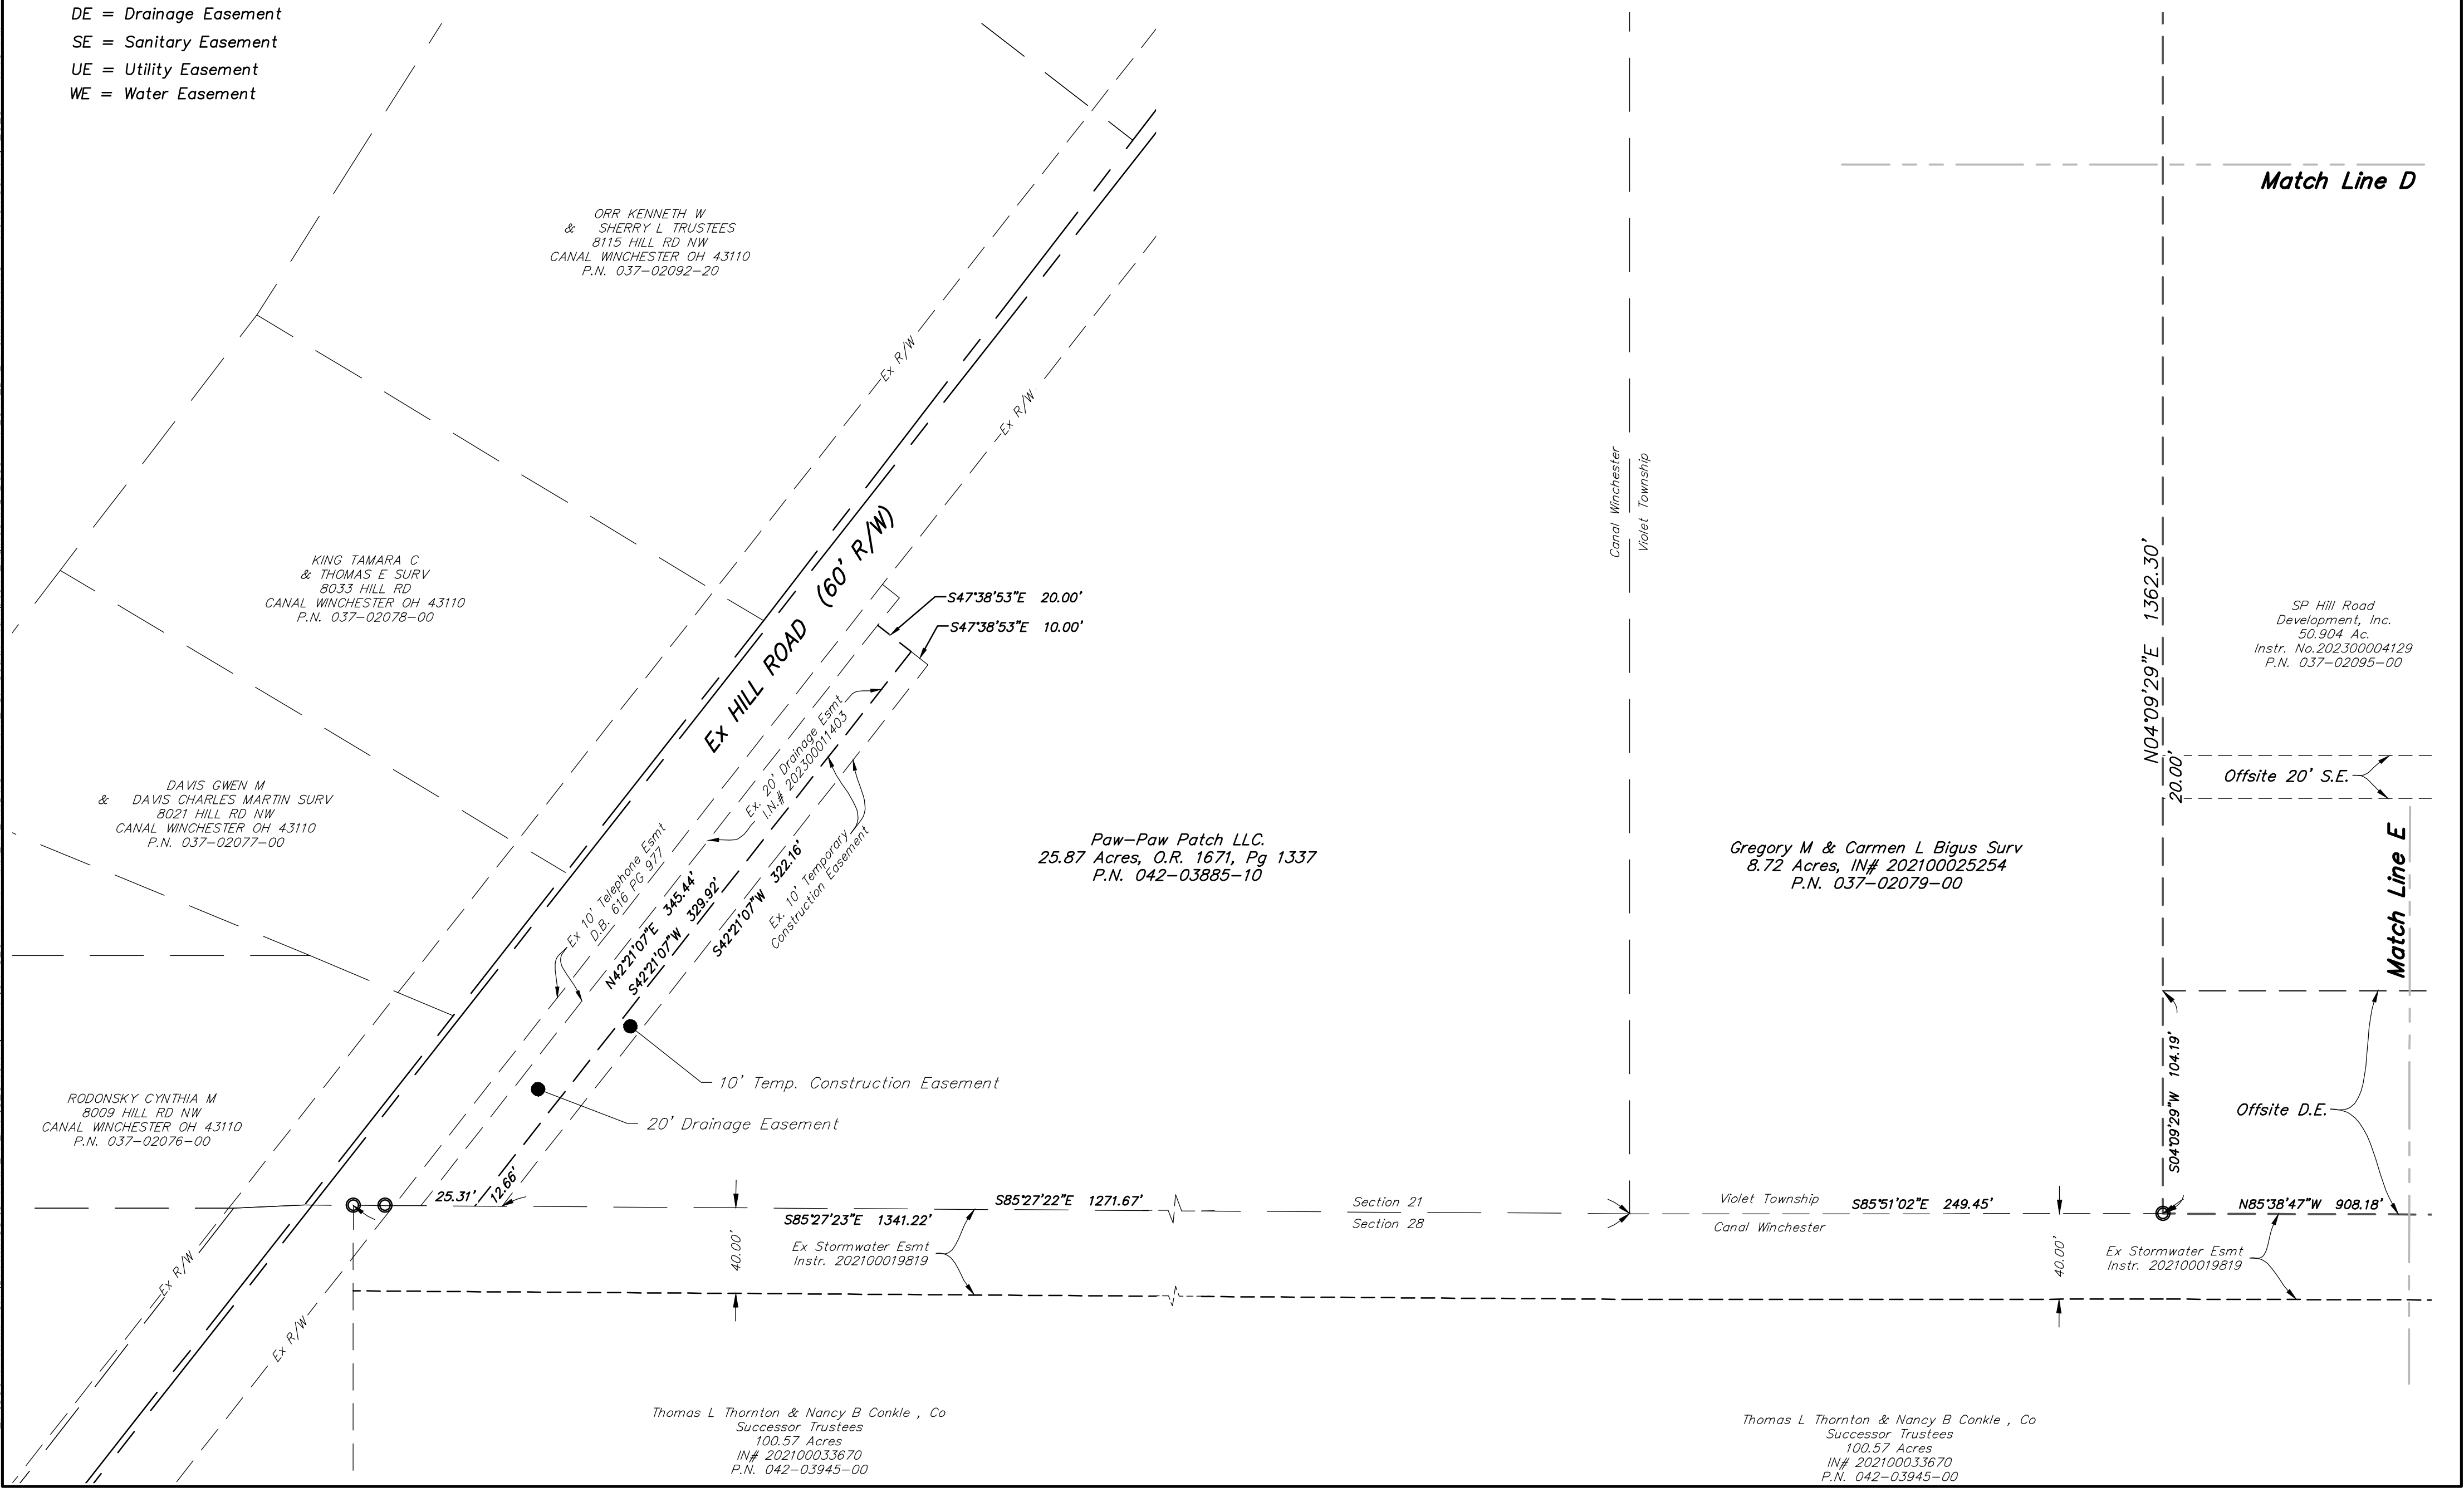 DE = Drainage Easement
SE = Sanitary Easement
UE = Utility Easement
WE = Water Easement
Match Line D
ORR KENNETH W
& SHERRY L TRUSTEES
8115 HILL RD NW
CANAL WINCHESTER OH 43110
P.N. 037-02092-20
Ex R/W
Ex R/W
Canal Winchester
Violet Township
Ex HILL ROAD (60' R/W)
KING TAMARA C
& THOMAS E SURV
8033 HILL RD
CANAL WINCHESTER OH 43110
P.N. 037-02078-00
S47°38'53"E 20.00'
S47°38'53"E 10.00'
N04°09'29"E 1362.30'
SP Hill Road
Development, Inc.
50.904 Ac.
Instr. No.202300004129
P.N. 037-02095-00
20.00'
Offsite 20' S.E.
DAVIS GWEN M
& DAVIS CHARLES MARTIN SURV
8021 HILL RD NW
CANAL WINCHESTER OH 43110
P.N. 037-02077-00
Ex. 20' Drainage Esmt
I.N.# 202300011403
Ex 10' Telephone Esmt
D.B. 616 PG 977
N42°21'07"E 345.44'
S42°21'07"W 329.92'
S42°21'07"W 322.16'
Ex. 10' Temporary
Construction Easement
Paw-Paw Patch LLC.
25.87 Acres, O.R. 1671, Pg 1337
P.N. 042-03885-10
Gregory M & Carmen L Bigus Surv
8.72 Acres, IN# 202100025254
P.N. 037-02079-00
Match Line E
S04°09'29"W 104.19'
Offsite D.E.
10' Temp. Construction Easement
20' Drainage Easement
RODONSKY CYNTHIA M
8009 HILL RD NW
CANAL WINCHESTER OH 43110
P.N. 037-02076-00
25.31'
12.66'
S85°27'22"E 1271.67'
S85°27'23"E 1341.22'
Section 21
Section 28
Violet Township
Canal Winchester
S85°51'02"E 249.45'
N85°38'47"W 908.18'
40.00'
Ex Stormwater Esmt
Instr. 202100019819
40.00'
Ex Stormwater Esmt
Instr. 202100019819
Ex R/W
Ex R/W
Thomas L Thornton & Nancy B Conkle , Co
Successor Trustees
100.57 Acres
IN# 202100033670
P.N. 042-03945-00
Thomas L Thornton & Nancy B Conkle , Co
Successor Trustees
100.57 Acres
IN# 202100033670
P.N. 042-03945-00